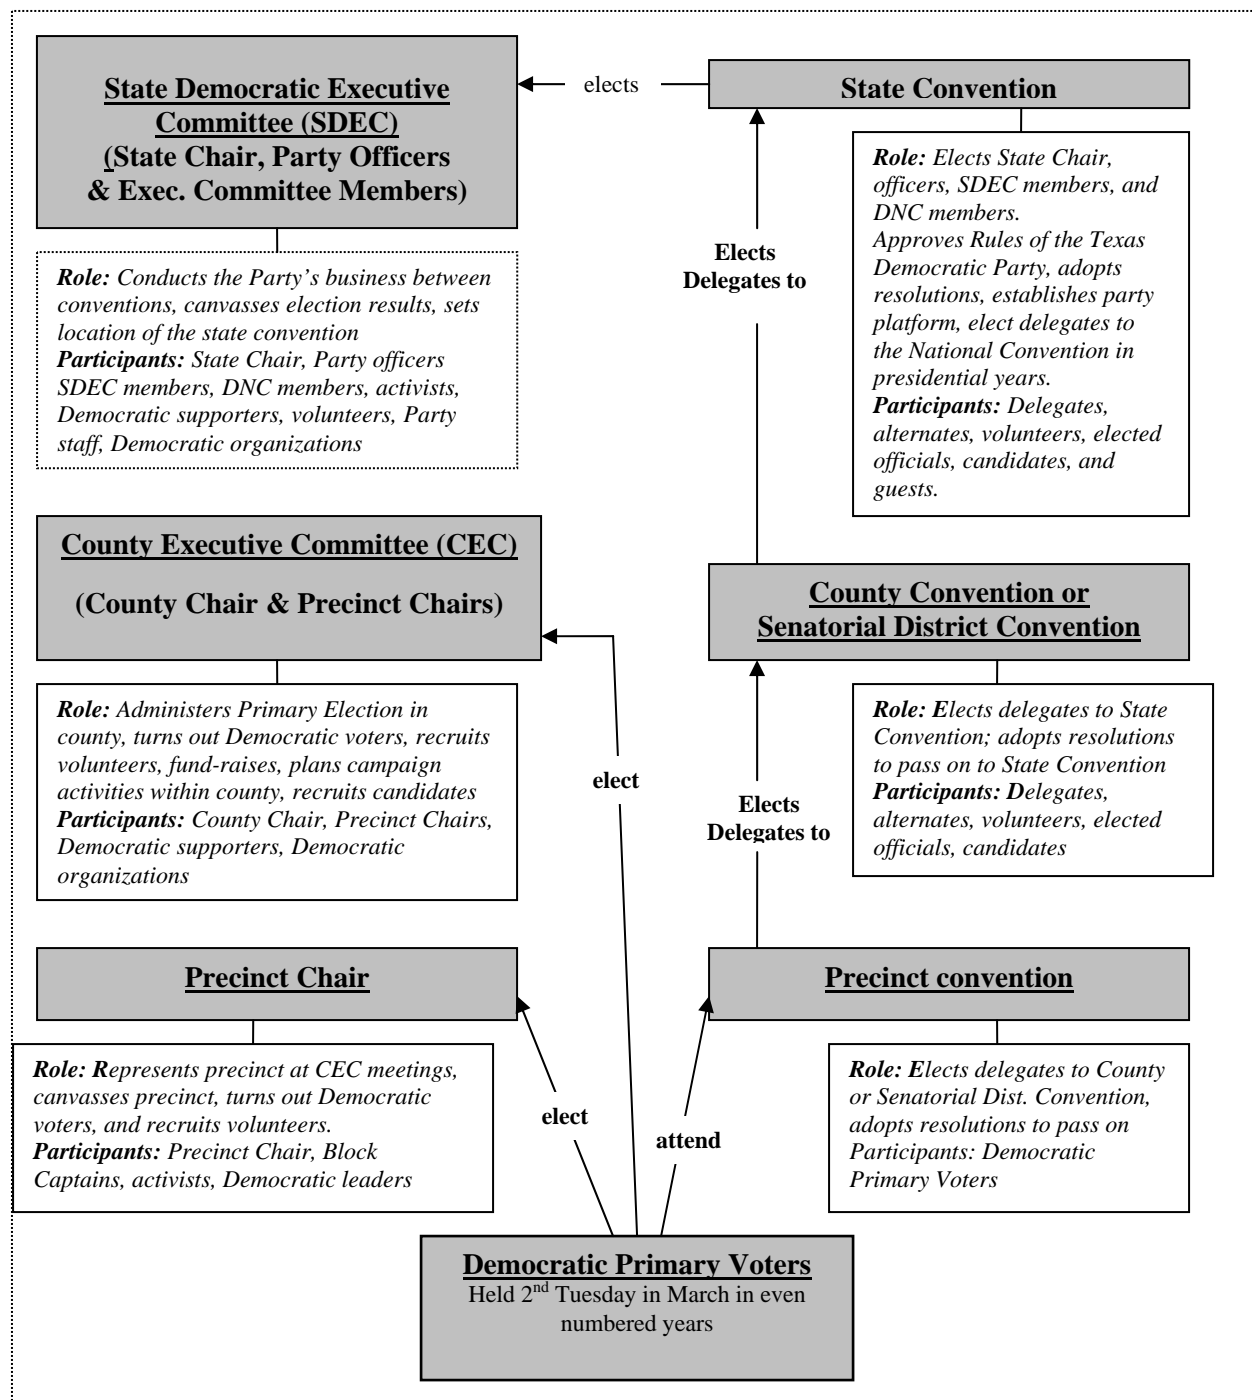 State Democratic Executive
Committee (SDEC)
(State Chair, Party Officers
& Exec. Committee Members)
elects
State Convention
Role: Conducts the Party's business between
conventions, canvasses election results, sets
location of the state convention
Participants: State Chair, Party officers
SDEC members, DNC members, activists,
Democratic supporters, volunteers, Party
staff, Democratic organizations
Elects
Delegates to
Role: Elects State Chair,
officers, SDEC members, and
DNC members.
Approves Rules of the Texas
Democratic Party, adopts
resolutions, establishes party
platform, elect delegates to
the National Convention in
presidential years.
Participants: Delegates,
alternates, volunteers, elected
officials, candidates, and
guests.
County Executive Committee (CEC)
(County Chair & Precinct Chairs)
County Convention or
Senatorial District Convention
Role: Administers Primary Election in
county, turns out Democratic voters, recruits
volunteers, fund-raises, plans campaign
activities within county, recruits candidates
Participants: County Chair, Precinct Chairs,
Democratic supporters, Democratic
organizations
elect
Elects
Delegates to
Role: Elects delegates to State
Convention; adopts resolutions
to pass on to State Convention
Participants: Delegates,
alternates, volunteers, elected
officials, candidates
Precinct Chair
Precinct convention
Role: Represents precinct at CEC meetings,
canvasses precinct, turns out Democratic
voters, and recruits volunteers.
Participants: Precinct Chair, Block
Captains, activists, Democratic leaders
elect
attend
Role: Elects delegates to County
or Senatorial Dist. Convention,
adopts resolutions to pass on
Participants: Democratic
Primary Voters
Democratic Primary Voters
Held 2nd Tuesday in March in even
numbered years